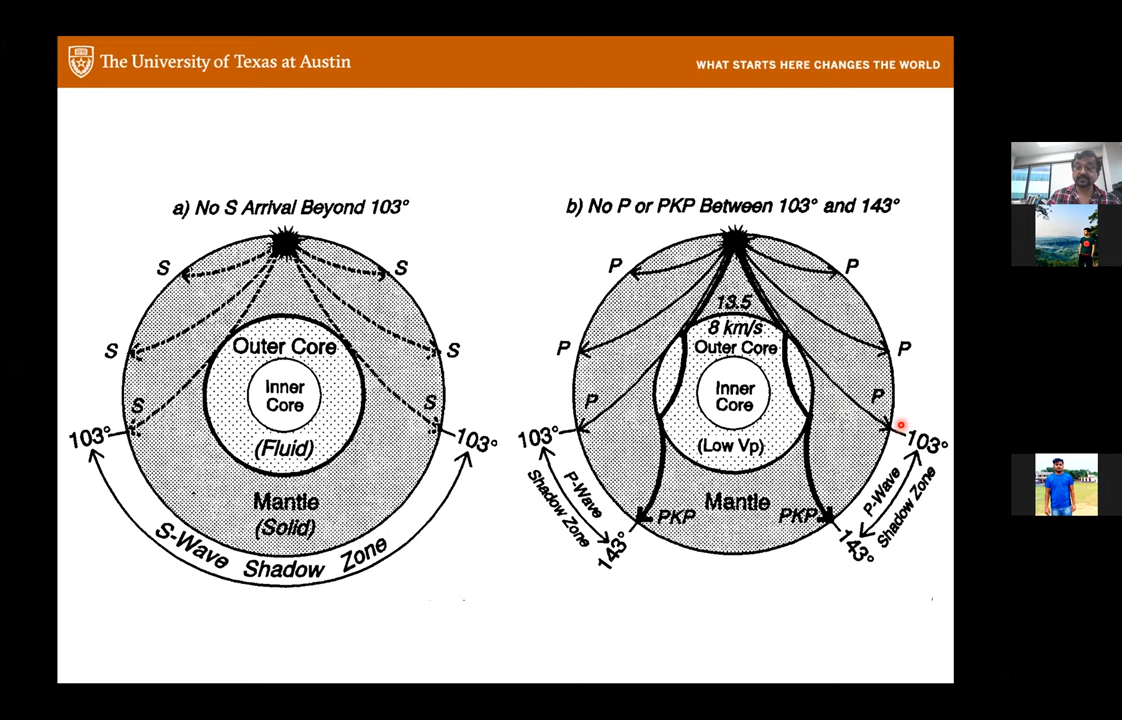 The University of Texas at Austin
WHAT STARTS HERE CHANGES THE WORLD
a) No S Arrival Beyond 103°
S
S
S
S
S
S
Outer Core
Inner
Core
(Fluid)
Mantle
(Solid)
103°
103°
S-Wave Shadow Zone
b) No P or PKP Between 103° and 143°
P
P
P
P
P
P
13.5
8 km/s
Outer Core
Inner
Core
(Low Vp)
Mantle
PKP
PKP
103°
103°
P-Wave
Shadow Zone
P-Wave
Shadow Zone
143°
143°